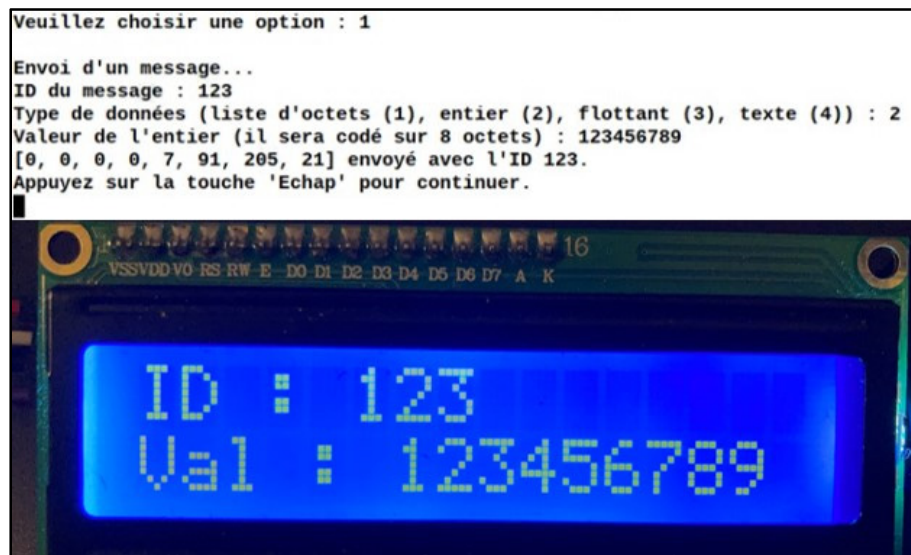 Veuillez choisir une option : 1
Envoi d'un message...
ID du message : 123
Type de données (liste d'octets (1), entier (2), flottant (3), texte (4)) : 2
Valeur de l'entier (il sera codé sur 8 octets) : 123456789
[0, 0, 0, 0, 7, 91, 205, 21] envoyé avec l'ID 123.
Appuyez sur la touche 'Echap' pour continuer.
16
VSS VDD V0 RS RW E D0 D1 D2 D3 D4 D5 D6 D7 A K
ID : 123
Val : 123456789